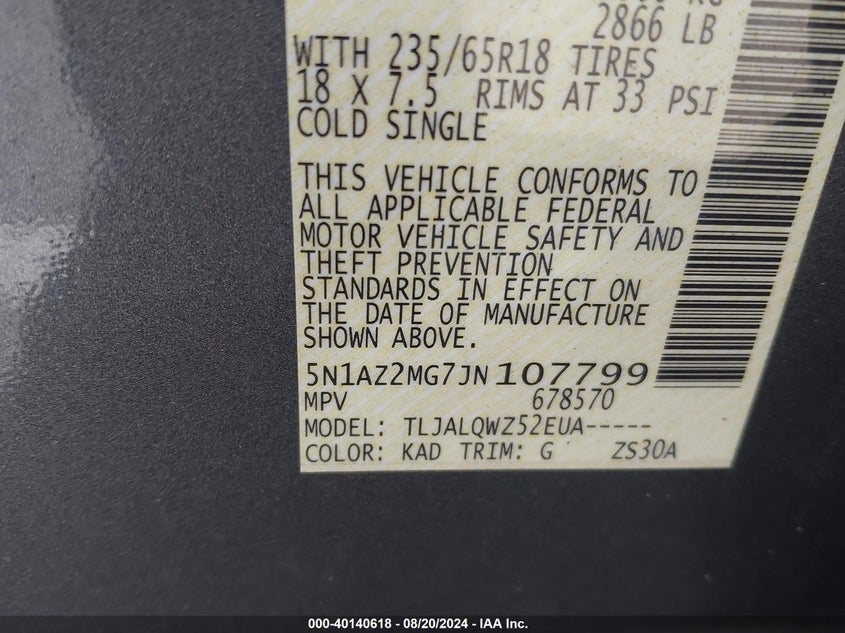 2866 LB
WITH 235/65R18 TIRES
18 X 7.5 RIMS AT 33 PSI
COLD SINGLE
THIS VEHICLE CONFORMS TO
ALL APPLICABLE FEDERAL
MOTOR VEHICLE SAFETY AND
THEFT PREVENTION
STANDARDS IN EFFECT ON
THE DATE OF MANUFACTURE
SHOWN ABOVE.
5N1AZ2MG7JN107799
MPV 678570
MODEL: TLJALQWZ52EUA-----
COLOR: KAD TRIM: G ZS30A
000-40140618 - 08/20/2024 - IAA Inc.